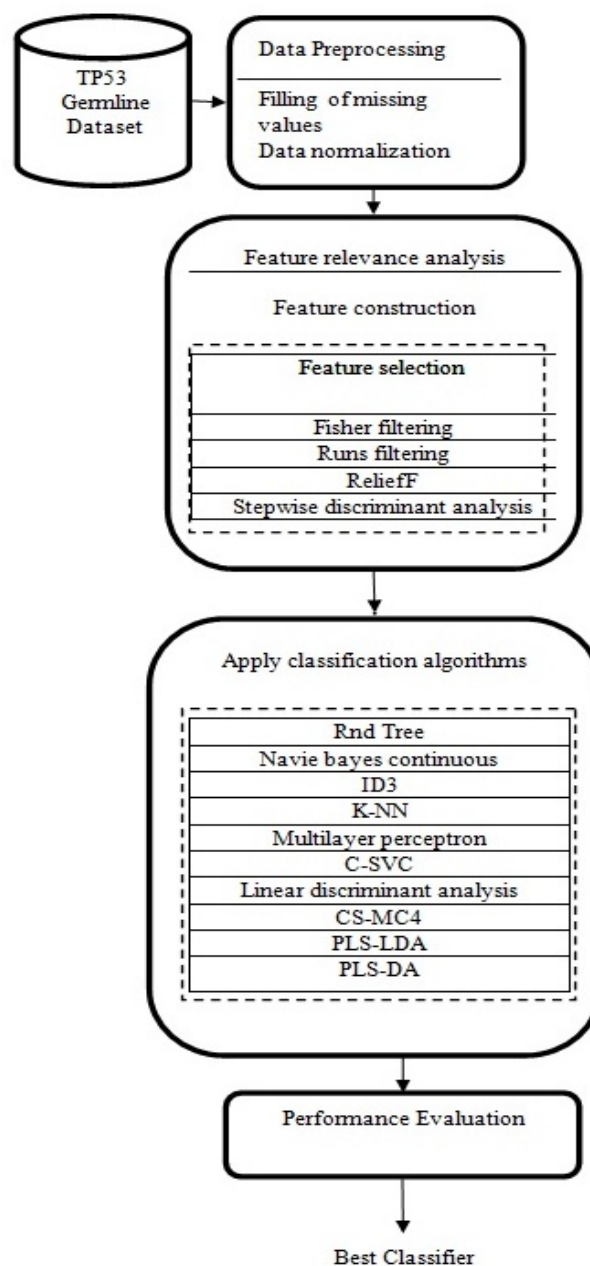 TP53
Germline
Dataset
Data Preprocessing
Filling of missing
values
Data normalization
Feature relevance analysis
Feature construction
Feature selection
Fisher filtering
Runs filtering
ReliefF
Stepwise discriminant analysis
Apply classification algorithms
Rnd Tree
Navie bayes continuous
ID3
K-NN
Multilayer perceptron
C-SVC
Linear discriminant analysis
CS-MC4
PLS-LDA
PLS-DA
Performance Evaluation
Best Classifier